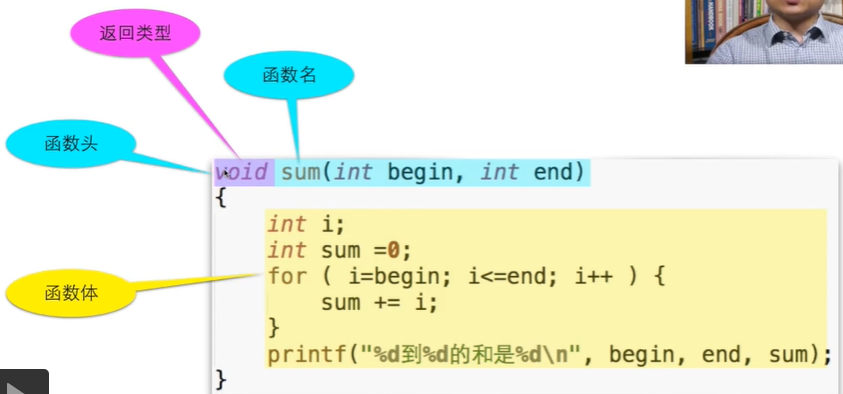 返回类型
函数名
函数头
void sum(int begin, int end)
{
int i;
int sum =0;
for ( i=begin; i<=end; i++ ) {
sum += i;
}
printf("%d到%d的和是%d\n", begin, end, sum);
}
函数体